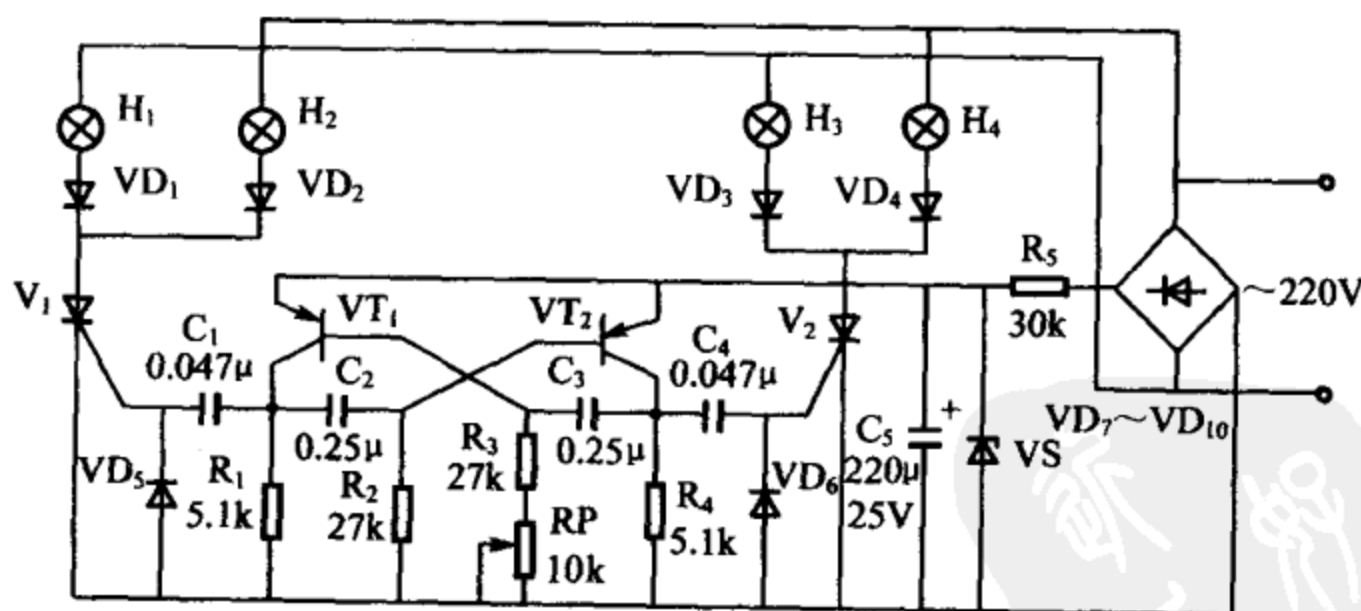 H₁
H₂
H₃
H₄
VD₁
VD₂
VD₃
VD₄
R₅
V₁
VT₁
VT₂
V₂
30k
～220V
C₁
0.047μ
C₂
C₃
C₄
0.047μ
0.25μ
R₃
27k
0.25μ
C₅
+
220μ
25V
VS
VD₇～VD₁₀
VD₅
R₁
5.1k
R₂
27k
RP
10k
R₄
5.1k
VD₆